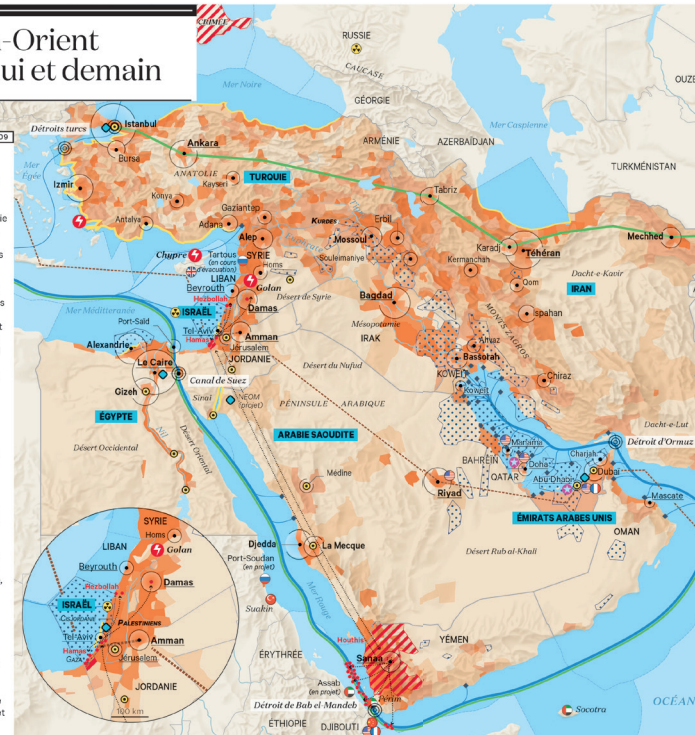 -Orient
ui et demain
CRIMÉE
RUSSIE
CAUCASE
Mer Noire
GÉORGIE
Mer Caspienne
ARMÉNIE
AZERBAÏDJAN
TURKMÉNISTAN
Détroits turcs
Istanbul
Bursa
Ankara
ANATOLIE
TURQUIE
Mer
Égée
Izmir
Konya
Kayseri
Antalya
Adana
Gaziantep
Tabriz
Alep
KURDES
Erbil
Mossoul
Souleimaniye
Karadj
Téhéran
Mechhed
Chypre
Tartous
(en cours
d'évacuation)
SYRIE
Homs
LIBAN
Beyrouth
Golan
Hezbollah
Damas
Désert de Syrie
Kermanchah
Qom
Dacht-e-Kavir
IRAN
Ispahan
Bagdad
Mésopotamie
IRAK
MONTS ZAGROS
Mer Méditerranée
ISRAËL
Port-Saïd
Tel-Aviv
Hamas
Amman
Jérusalem
JORDANIE
Alexandrie
Le Caire
Canal de Suez
Gizeh
Sinaï
NEOM
(projet)
Désert du Nufud
PÉNINSULE ARABIQUE
Ahvaz
Bassorah
KOWEÏT
Koweït
Chiraz
Dacht-e-Lut
ÉGYPTE
Désert Occidental
Nil
Désert Oriental
ARABIE SAOUDITE
Médine
BAHREÏN
Manama
QATAR
Doha
Charjah
Dubaï
Abu Dhabi
Détroit d'Ormuz
Riyad
ÉMIRATS ARABES UNIS
Mascate
OMAN
Désert Rub al-Khali
Djedda
La Mecque
Port-Soudan
(en projet)
Suakin
Mer Rouge
Houthis
YÉMEN
Sanaa
ÉRYTHRÉE
Assab
(en projet)
Périm
Détroit de Bab el-Mandeb
ÉTHIOPIE
DJIBOUTI
Socotra
OCÉAN
SYRIE
Homs
LIBAN
Golan
Beyrouth
Hezbollah
Damas
ISRAËL
PALESTINIENS
Tel-Aviv
Amman
Hamas
GAZA
Jérusalem
JORDANIE
100 km